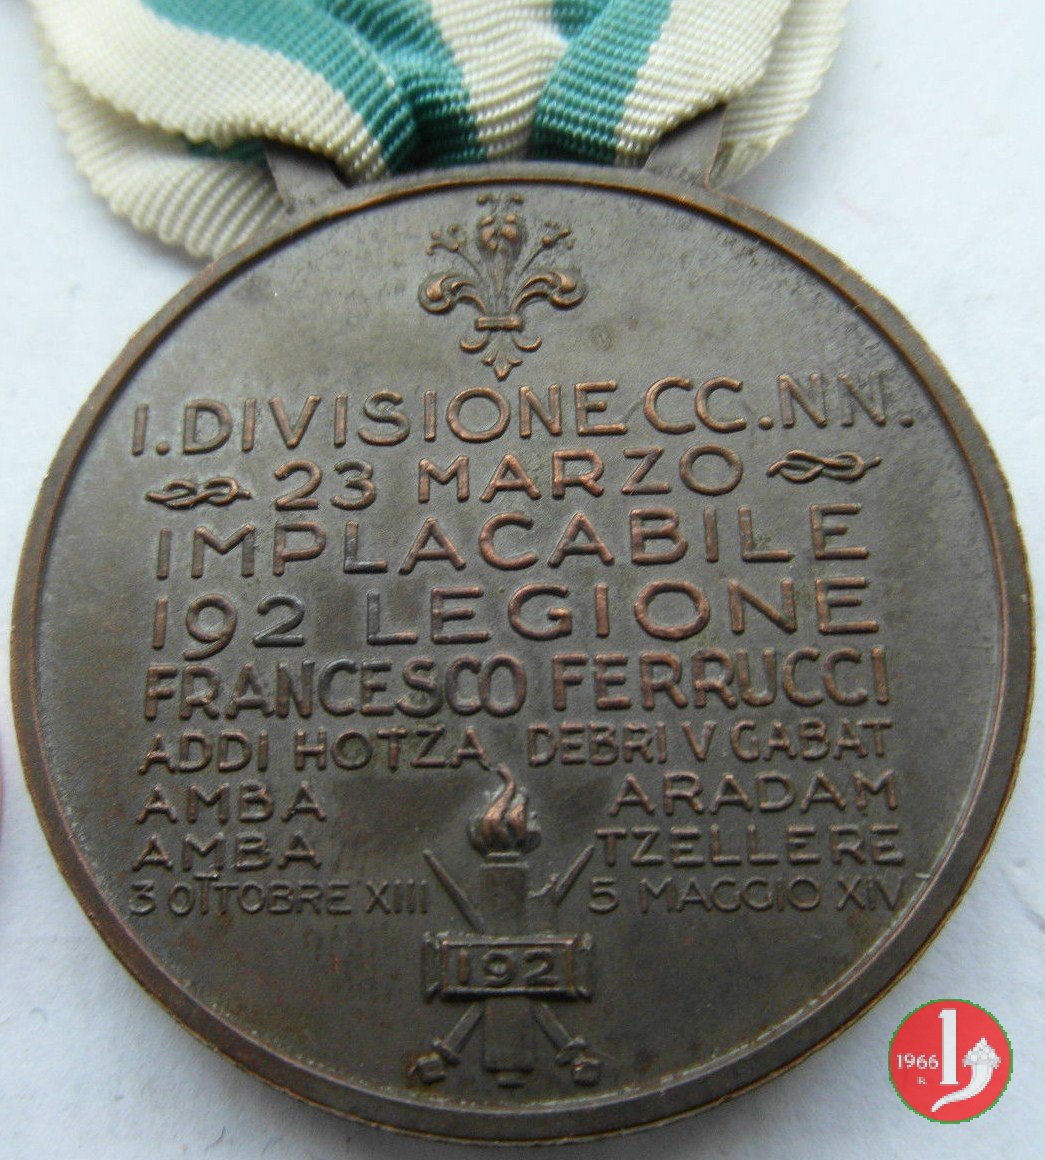 I. DIVISIONE CC.NN.
23 MARZO
IMPLACABILE
192 LEGIONE
FRANCESCO FERRUCCI
ADDI HOTZA DEBRI V GABAT
AMBA ARADAM
AMBA TZELLERE
3 OTTOBRE XIII 5 MAGGIO XIV
192
1966